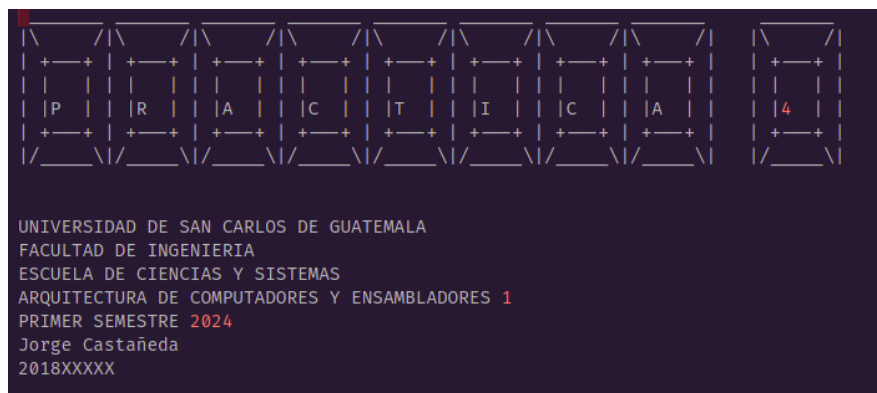 PRACTICA 4
UNIVERSIDAD DE SAN CARLOS DE GUATEMALA
FACULTAD DE INGENIERIA
ESCUELA DE CIENCIAS Y SISTEMAS
ARQUITECTURA DE COMPUTADORES Y ENSAMBLADORES 1
PRIMER SEMESTRE 2024
Jorge Castañeda
2018XXXXX